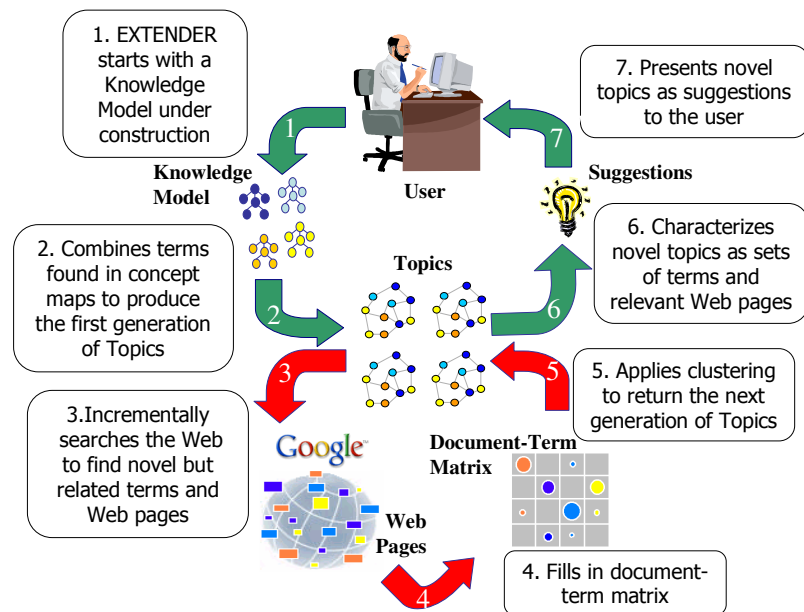 1. EXTENDER
starts with a
Knowledge
Model under
construction
1
Knowledge
Model
2. Combines terms
found in concept
maps to produce
the first generation
of Topics
2
3
3.Incrementally
searches the Web
to find novel but
related terms and
Web pages
Google™
Web
Pages
4
4. Fills in document-
term matrix
Document-Term
Matrix
5
5. Applies clustering
to return the next
generation of Topics
Topics
6
6. Characterizes
novel topics as sets
of terms and
relevant Web pages
Suggestions
7
7. Presents novel
topics as suggestions
to the user
User